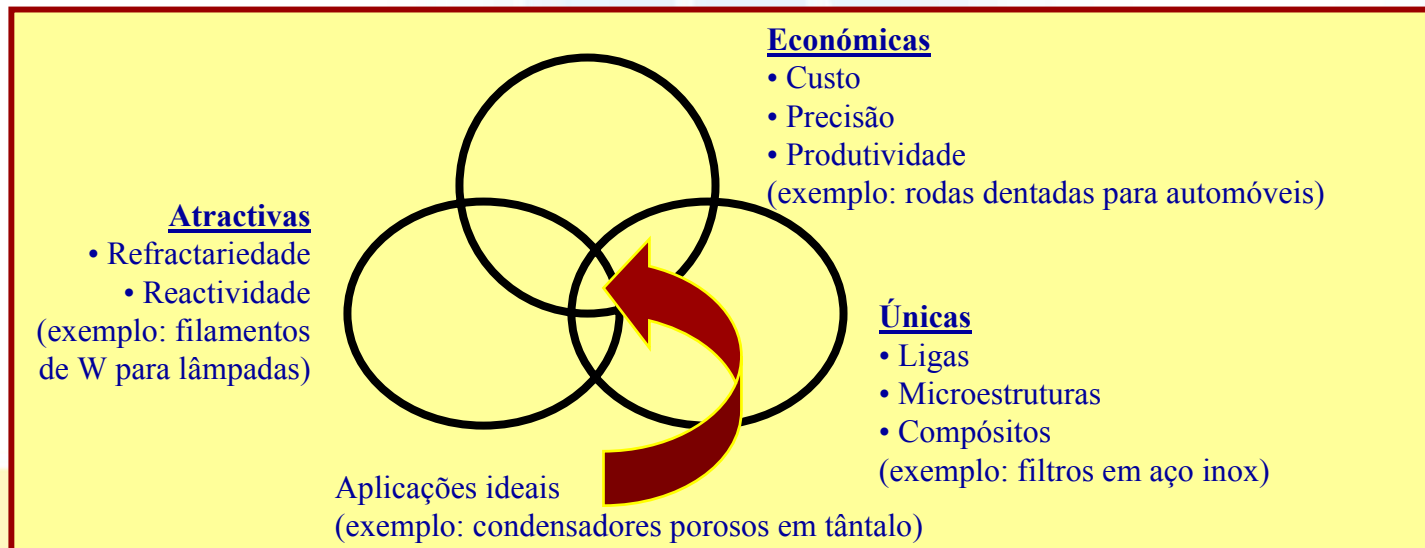 Económicas
• Custo
• Precisão
• Produtividade
(exemplo: rodas dentadas para automóveis)
Atractivas
• Refractariedade
• Reactividade
(exemplo: filamentos
de W para lâmpadas)
Únicas
• Ligas
• Microestruturas
• Compósitos
(exemplo: filtros em aço inox)
Aplicações ideais
(exemplo: condensadores porosos em tântalo)